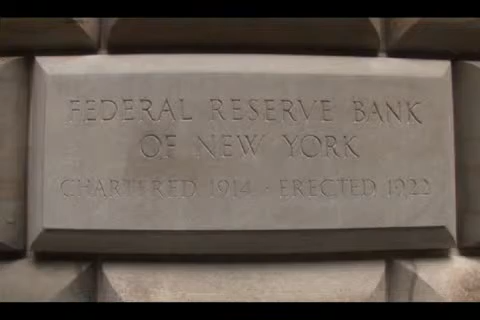 FEDERAL RESERVE BANK
OF NEW YORK
CHARTERED 1914 · ERECTED 1922